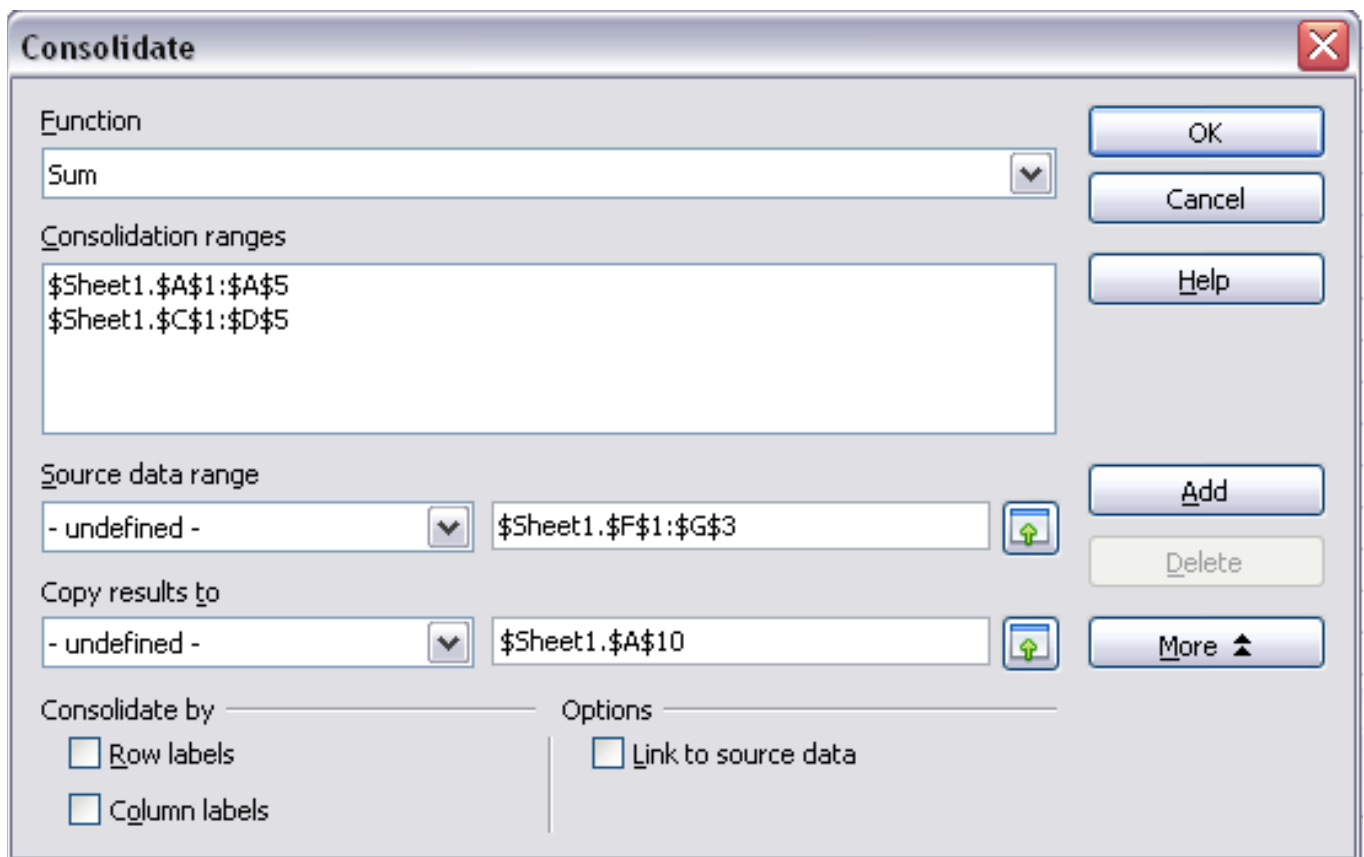 Consolidate
Function
OK
Sum
Cancel
Consolidation ranges
Help
$Sheet1.$A$1:$A$5
$Sheet1.$C$1:$D$5
Source data range
Add
- undefined -
$Sheet1.$F$1:$G$3
Delete
Copy results to
- undefined -
$Sheet1.$A$10
More
Consolidate by
Options
Row labels
Link to source data
Column labels